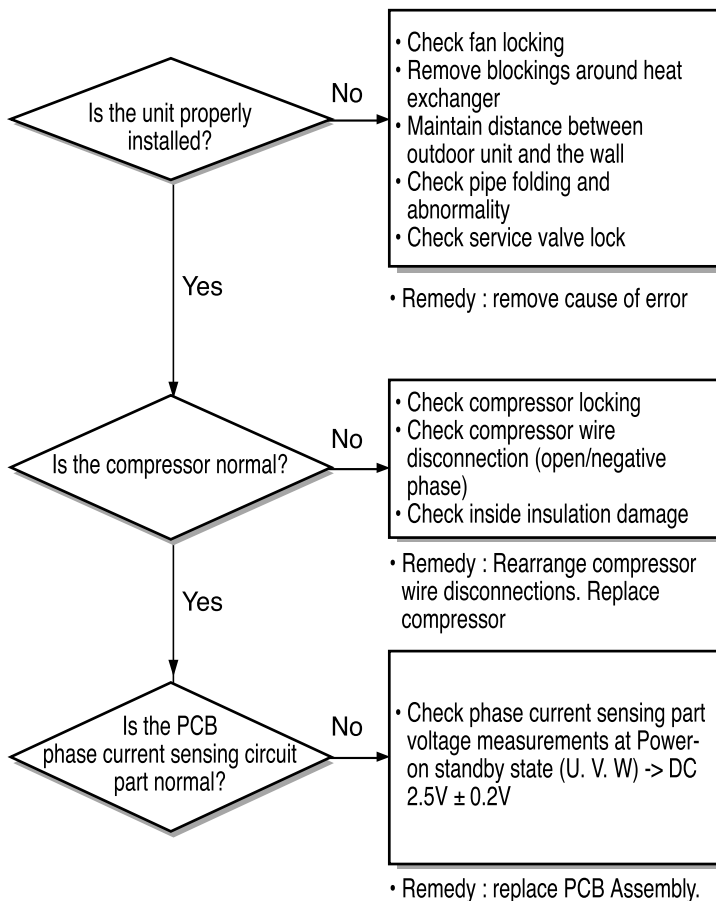 Is the unit properly
installed?
No
• Check fan locking
• Remove blockings around heat
exchanger
• Maintain distance between
outdoor unit and the wall
• Check pipe folding and
abnormality
• Check service valve lock
• Remedy : remove cause of error
Yes
Is the compressor normal?
No
• Check compressor locking
• Check compressor wire
disconnection (open/negative
phase)
• Check inside insulation damage
• Remedy : Rearrange compressor
wire disconnections. Replace
compressor
Yes
Is the PCB
phase current sensing circuit
part normal?
No
• Check phase current sensing part
voltage measurements at Power-
on standby state (U. V. W) -> DC
2.5V ± 0.2V
• Remedy : replace PCB Assembly.